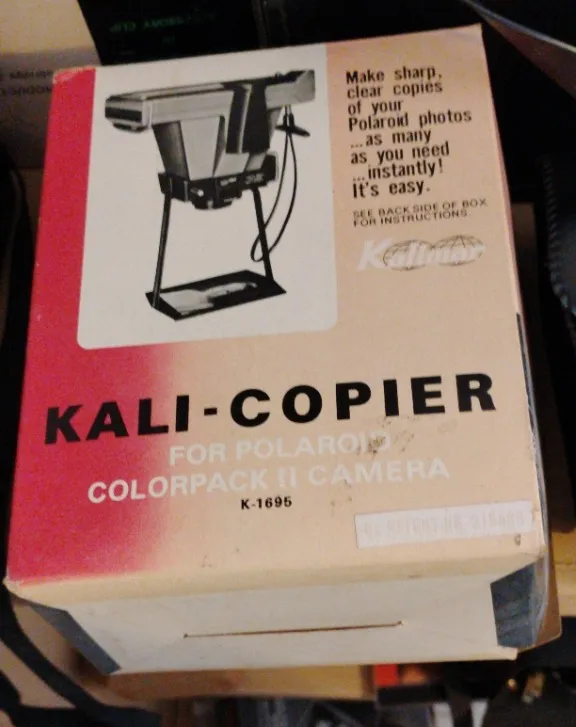 Make sharp,
clear copies
of your
Polaroid photos
...as many
as you need
...instantly!
It's easy.
SEE BACK SIDE OF BOX
FOR INSTRUCTIONS.
Kalimar
KALI-COPIER
FOR POLAROID
COLORPACK II CAMERA
K-1695